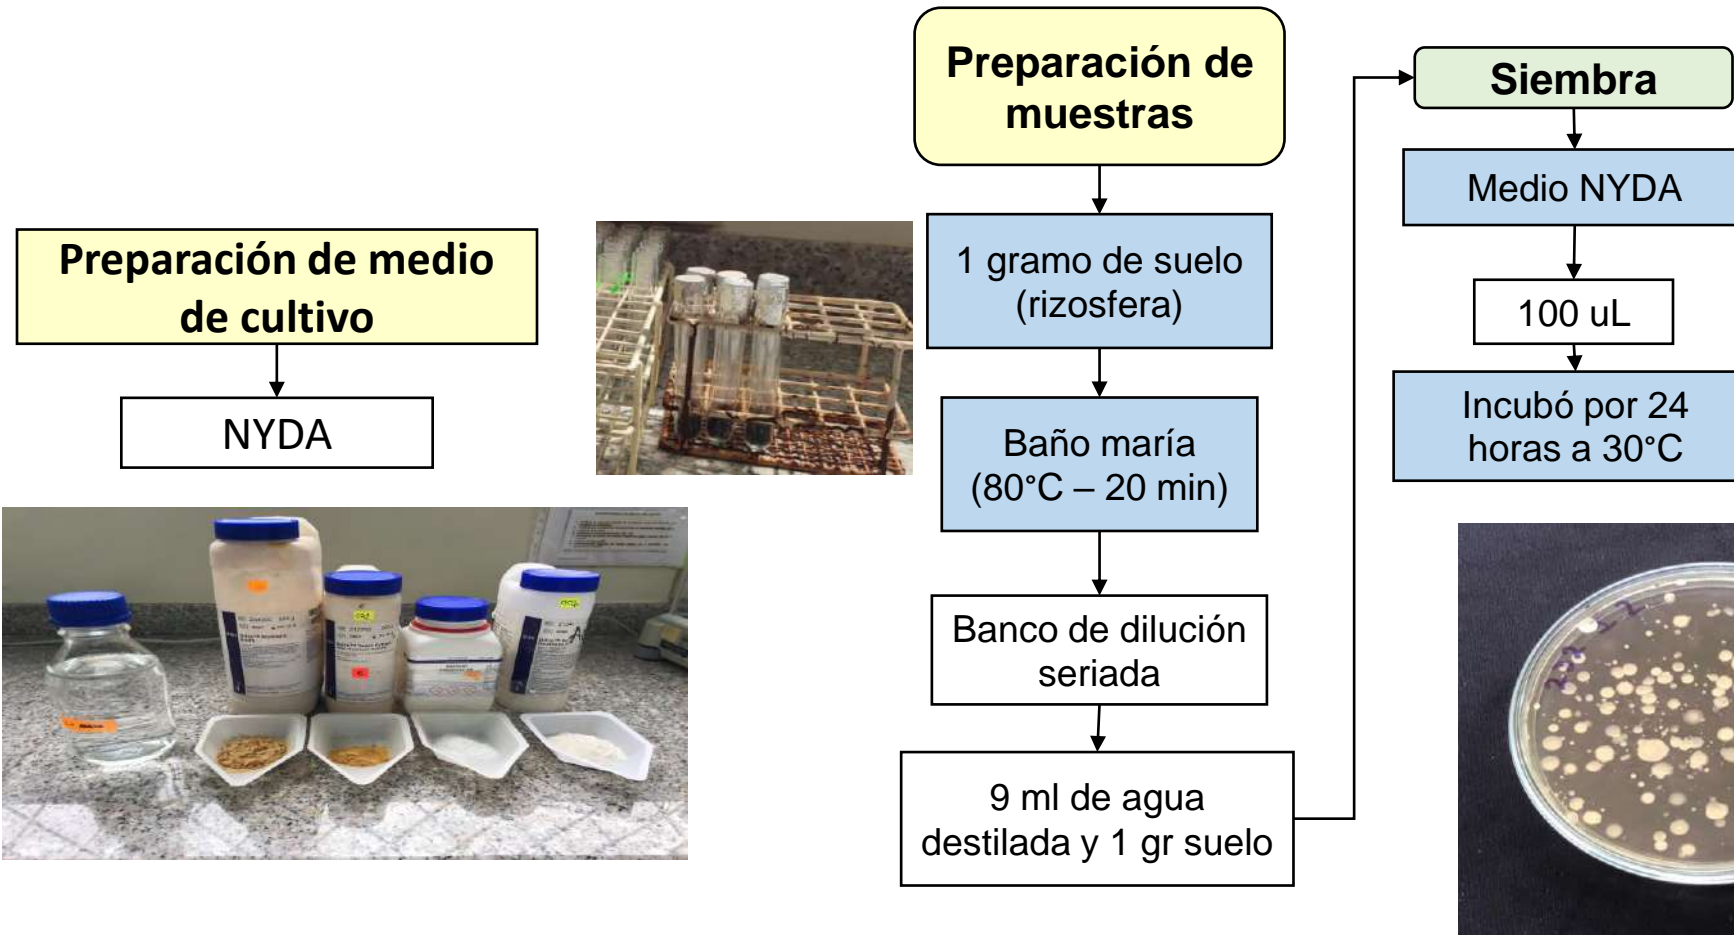 Preparación de medio
de cultivo
NYDA
Preparación de
muestras
1 gramo de suelo
(rizosfera)
Baño maría
(80°C – 20 min)
Banco de dilución
seriada
9 ml de agua
destilada y 1 gr suelo
Siembra
Medio NYDA
100 uL
Incubó por 24
horas a 30°C